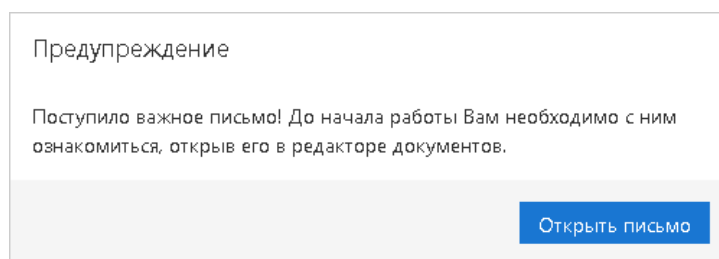 Предупреждение
Поступило важное письмо! До начала работы Вам необходимо с ним
ознакомиться, открыв его в редакторе документов.
Открыть письмо